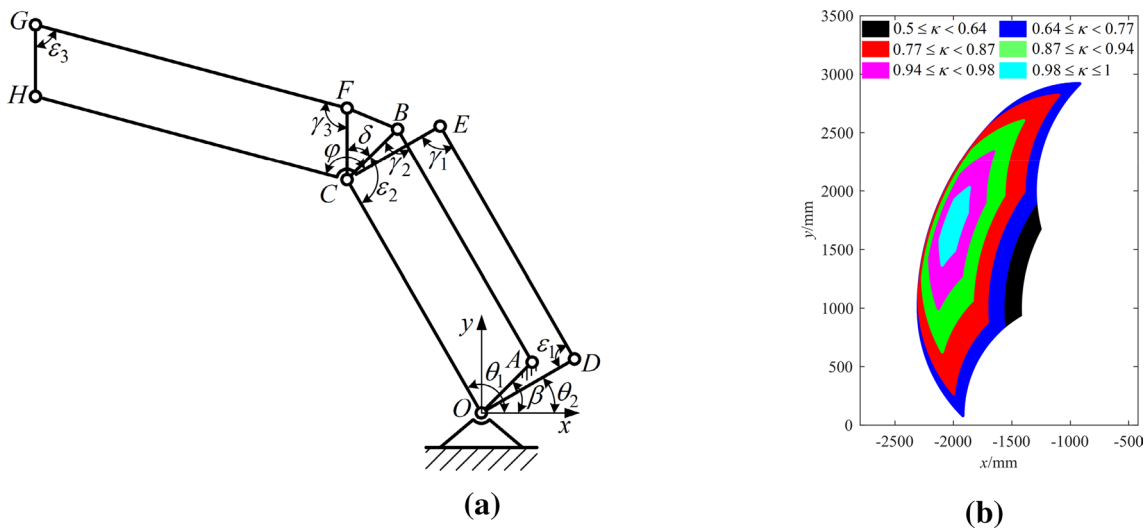 G
ε₃
H
F
B
E
γ₃
δ
φ
γ₂
γ₁
C
ε₂
y
A
ε₁
D
θ₁
β
θ₂
O
x
(a)
3500
0.5 ≤ κ < 0.64
0.64 ≤ κ < 0.77
0.77 ≤ κ < 0.87
0.87 ≤ κ < 0.94
0.94 ≤ κ < 0.98
0.98 ≤ κ ≤ 1
3000
2500
2000
y/mm
1500
1000
500
0
-2500 -2000 -1500 -1000 -500
x/mm
(b)